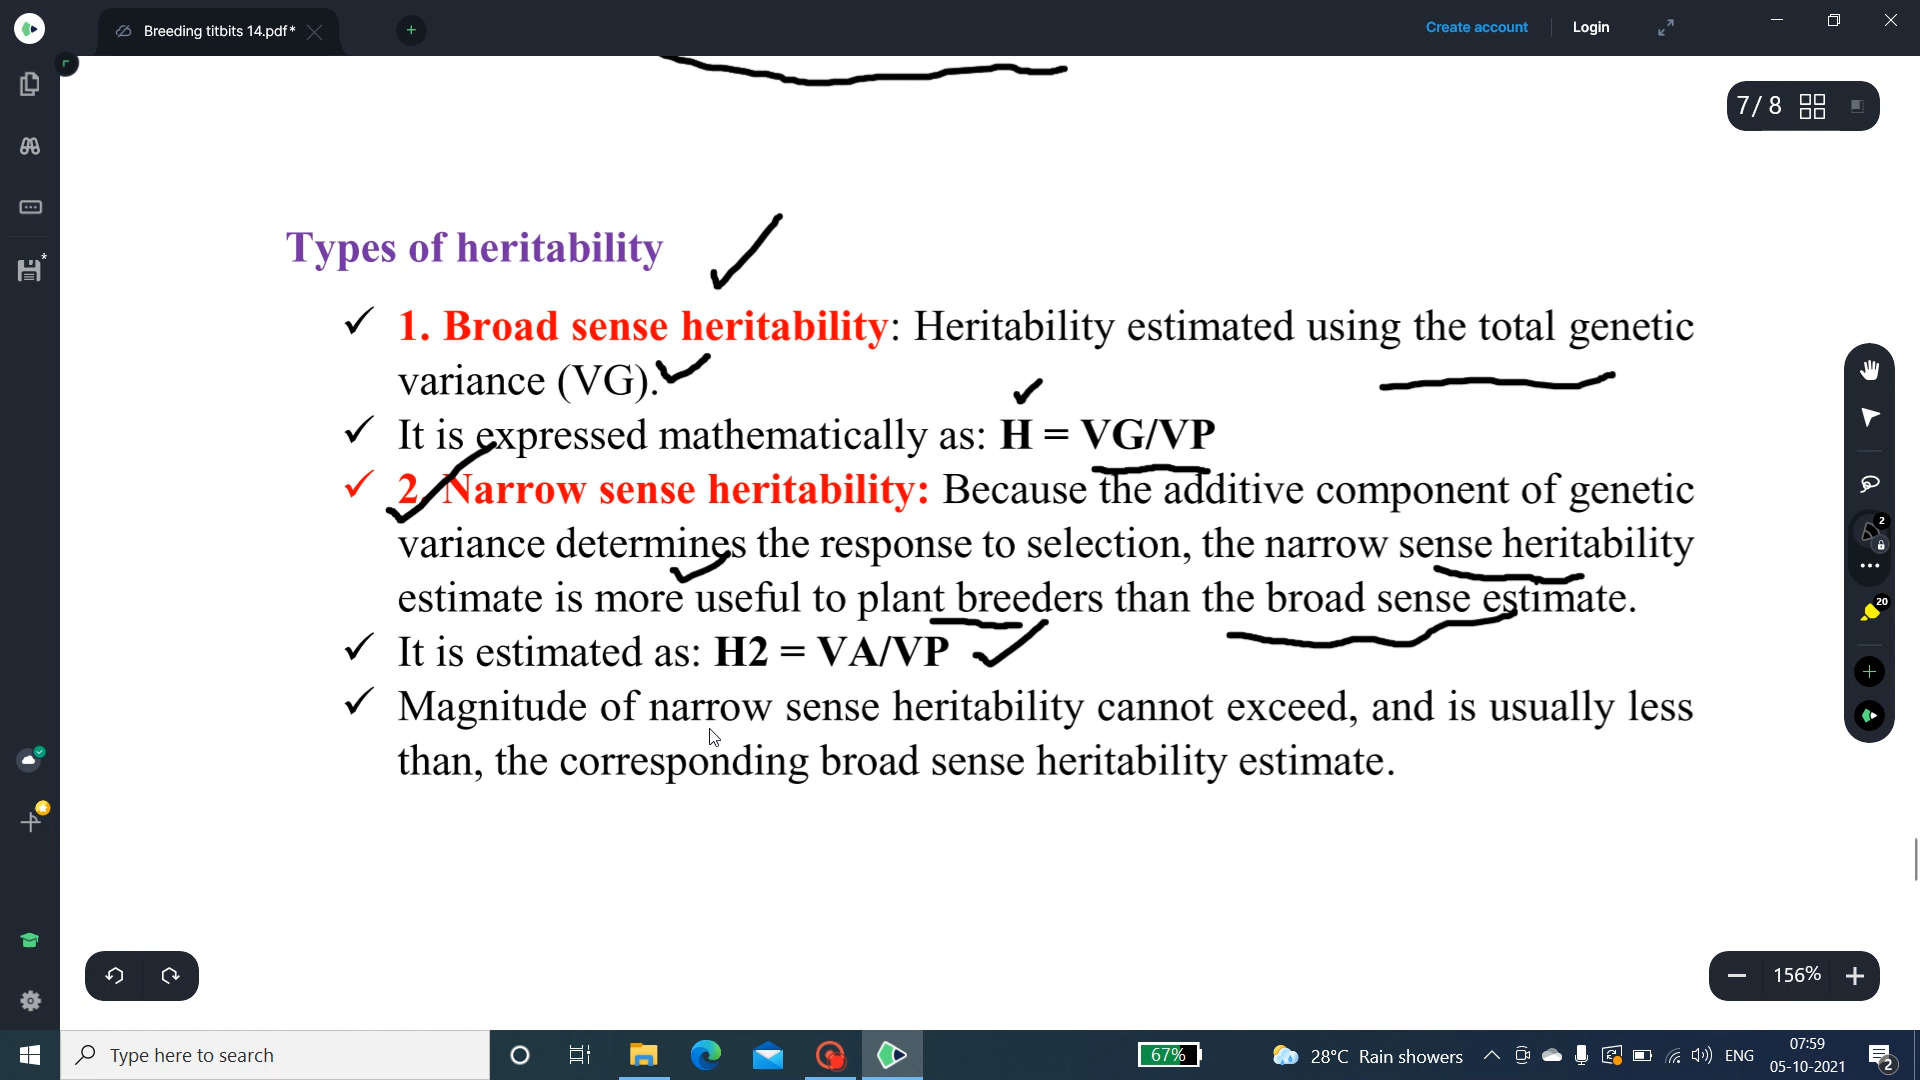 Breeding titbits 14.pdf*
Create account
Login
7/ 8
Types of heritability
✓ 1. Broad sense heritability: Heritability estimated using the total genetic
variance (VG).
✓ It is expressed mathematically as: H = VG/VP
✓ 2. Narrow sense heritability: Because the additive component of genetic
variance determines the response to selection, the narrow sense heritability
estimate is more useful to plant breeders than the broad sense estimate.
✓ It is estimated as: H2 = VA/VP
✓ Magnitude of narrow sense heritability cannot exceed, and is usually less
than, the corresponding broad sense heritability estimate.
2
20
156%
Type here to search
67%
28°C Rain showers
ENG
07:59
05-10-2021
2